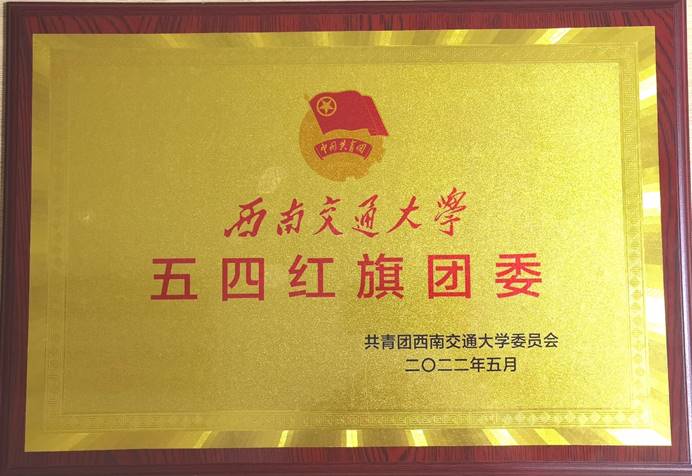 中国共青团
西南交通大学
五四红旗团委
共青团西南交通大学委员会
二〇二二年五月